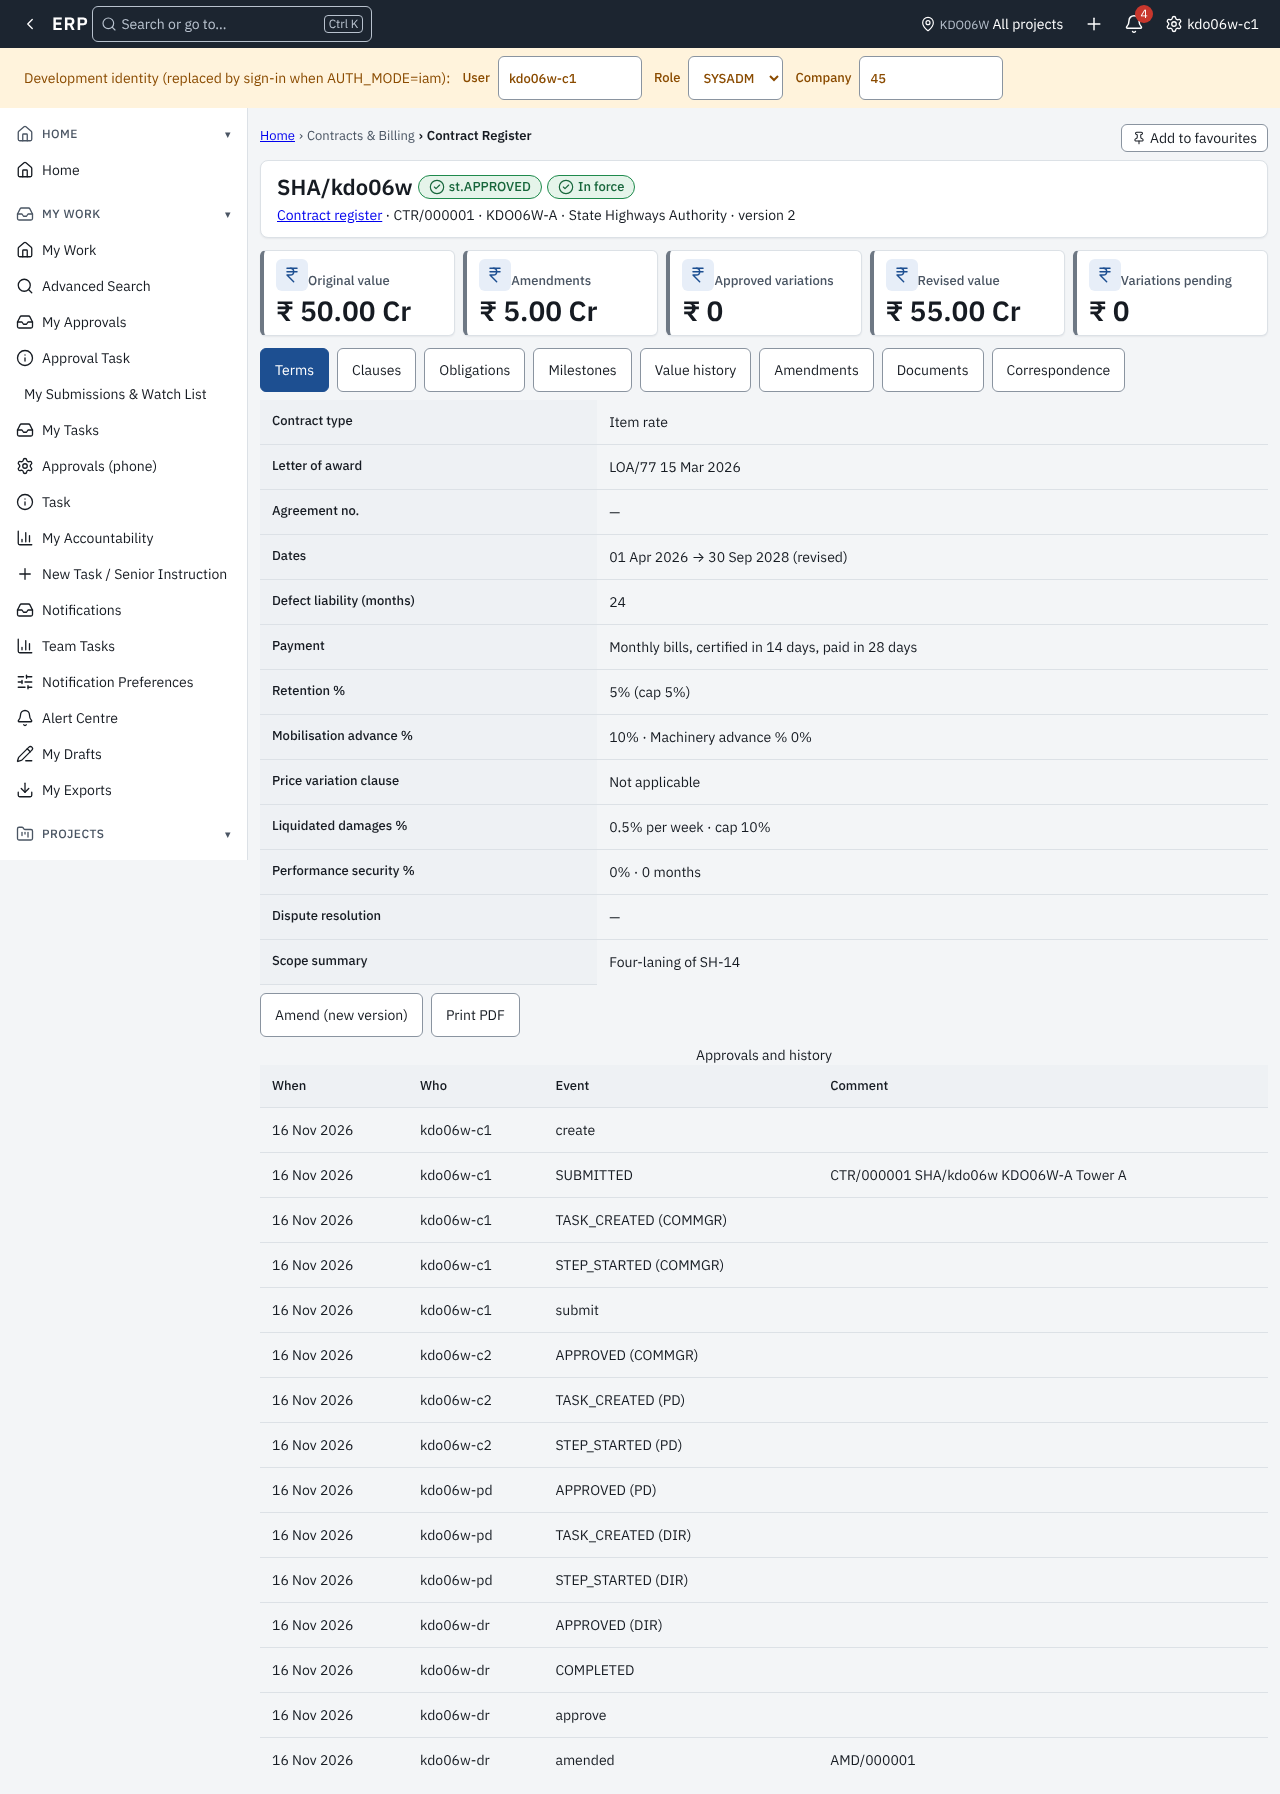 ERP
Search or go to...
Ctrl K
KDO06W All projects
4
kdo06w-c1
Development identity (replaced by sign-in when AUTH_MODE=iam):
User
kdo06w-c1
Role
SYSADM
Company
45
HOME
Home
MY WORK
My Work
Advanced Search
My Approvals
Approval Task
My Submissions & Watch List
My Tasks
Approvals (phone)
Task
My Accountability
New Task / Senior Instruction
Notifications
Team Tasks
Notification Preferences
Alert Centre
My Drafts
My Exports
PROJECTS
Home › Contracts & Billing › Contract Register
Add to favourites
SHA/kdo06w
st.APPROVED
In force
Contract register · CTR/000001 · KDO06W-A · State Highways Authority · version 2
₹ Original value
₹ 50.00 Cr
₹ Amendments
₹ 5.00 Cr
₹ Approved variations
₹ 0
₹ Revised value
₹ 55.00 Cr
₹ Variations pending
₹ 0
Terms
Clauses
Obligations
Milestones
Value history
Amendments
Documents
Correspondence
Contract type
Item rate
Letter of award
LOA/77 15 Mar 2026
Agreement no.
—
Dates
01 Apr 2026 → 30 Sep 2028 (revised)
Defect liability (months)
24
Payment
Monthly bills, certified in 14 days, paid in 28 days
Retention %
5% (cap 5%)
Mobilisation advance %
10% · Machinery advance % 0%
Price variation clause
Not applicable
Liquidated damages %
0.5% per week · cap 10%
Performance security %
0% · 0 months
Dispute resolution
—
Scope summary
Four-laning of SH-14
Amend (new version)
Print PDF
Approvals and history
When Who Event Comment
16 Nov 2026 kdo06w-c1 create
16 Nov 2026 kdo06w-c1 SUBMITTED CTR/000001 SHA/kdo06w KDO06W-A Tower A
16 Nov 2026 kdo06w-c1 TASK_CREATED (COMMGR)
16 Nov 2026 kdo06w-c1 STEP_STARTED (COMMGR)
16 Nov 2026 kdo06w-c1 submit
16 Nov 2026 kdo06w-c2 APPROVED (COMMGR)
16 Nov 2026 kdo06w-c2 TASK_CREATED (PD)
16 Nov 2026 kdo06w-c2 STEP_STARTED (PD)
16 Nov 2026 kdo06w-pd APPROVED (PD)
16 Nov 2026 kdo06w-pd TASK_CREATED (DIR)
16 Nov 2026 kdo06w-pd STEP_STARTED (DIR)
16 Nov 2026 kdo06w-dr APPROVED (DIR)
16 Nov 2026 kdo06w-dr COMPLETED
16 Nov 2026 kdo06w-dr approve
16 Nov 2026 kdo06w-dr amended AMD/000001